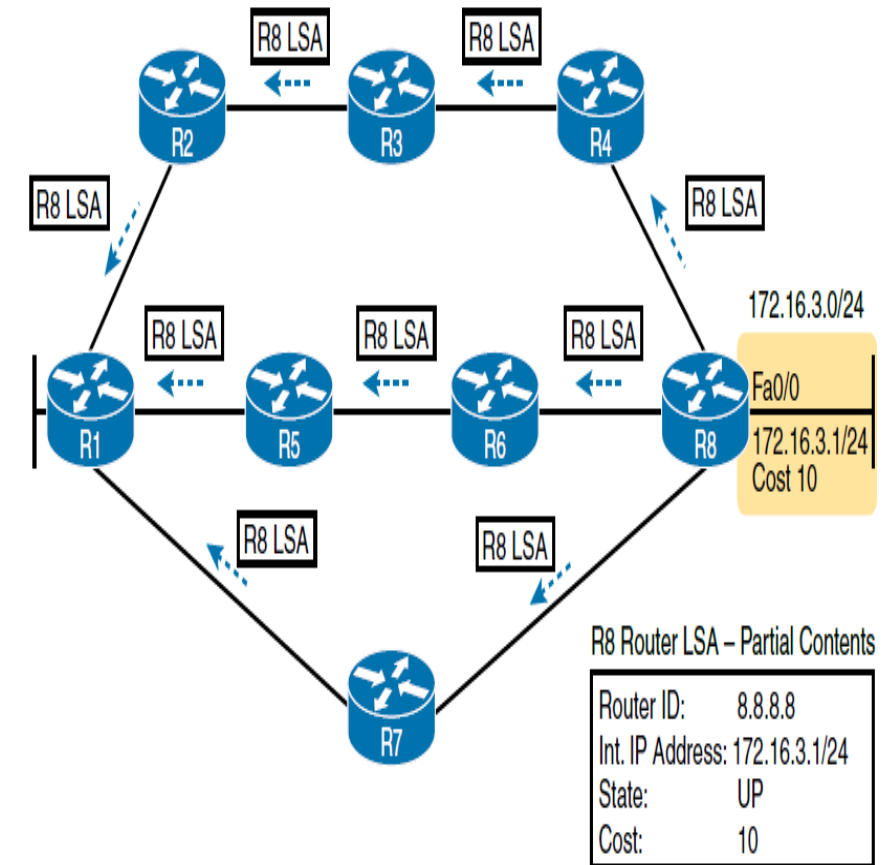 R8 LSA
R8 LSA
R2
R3
R4
R8 LSA
R8 LSA
172.16.3.0/24
R8 LSA
R8 LSA
R8 LSA
Fa0/0
R1
R5
R6
R8
172.16.3.1/24
Cost 10
R8 LSA
R8 LSA
R7
R8 Router LSA – Partial Contents
Router ID: 8.8.8.8
Int. IP Address: 172.16.3.1/24
State: UP
Cost: 10